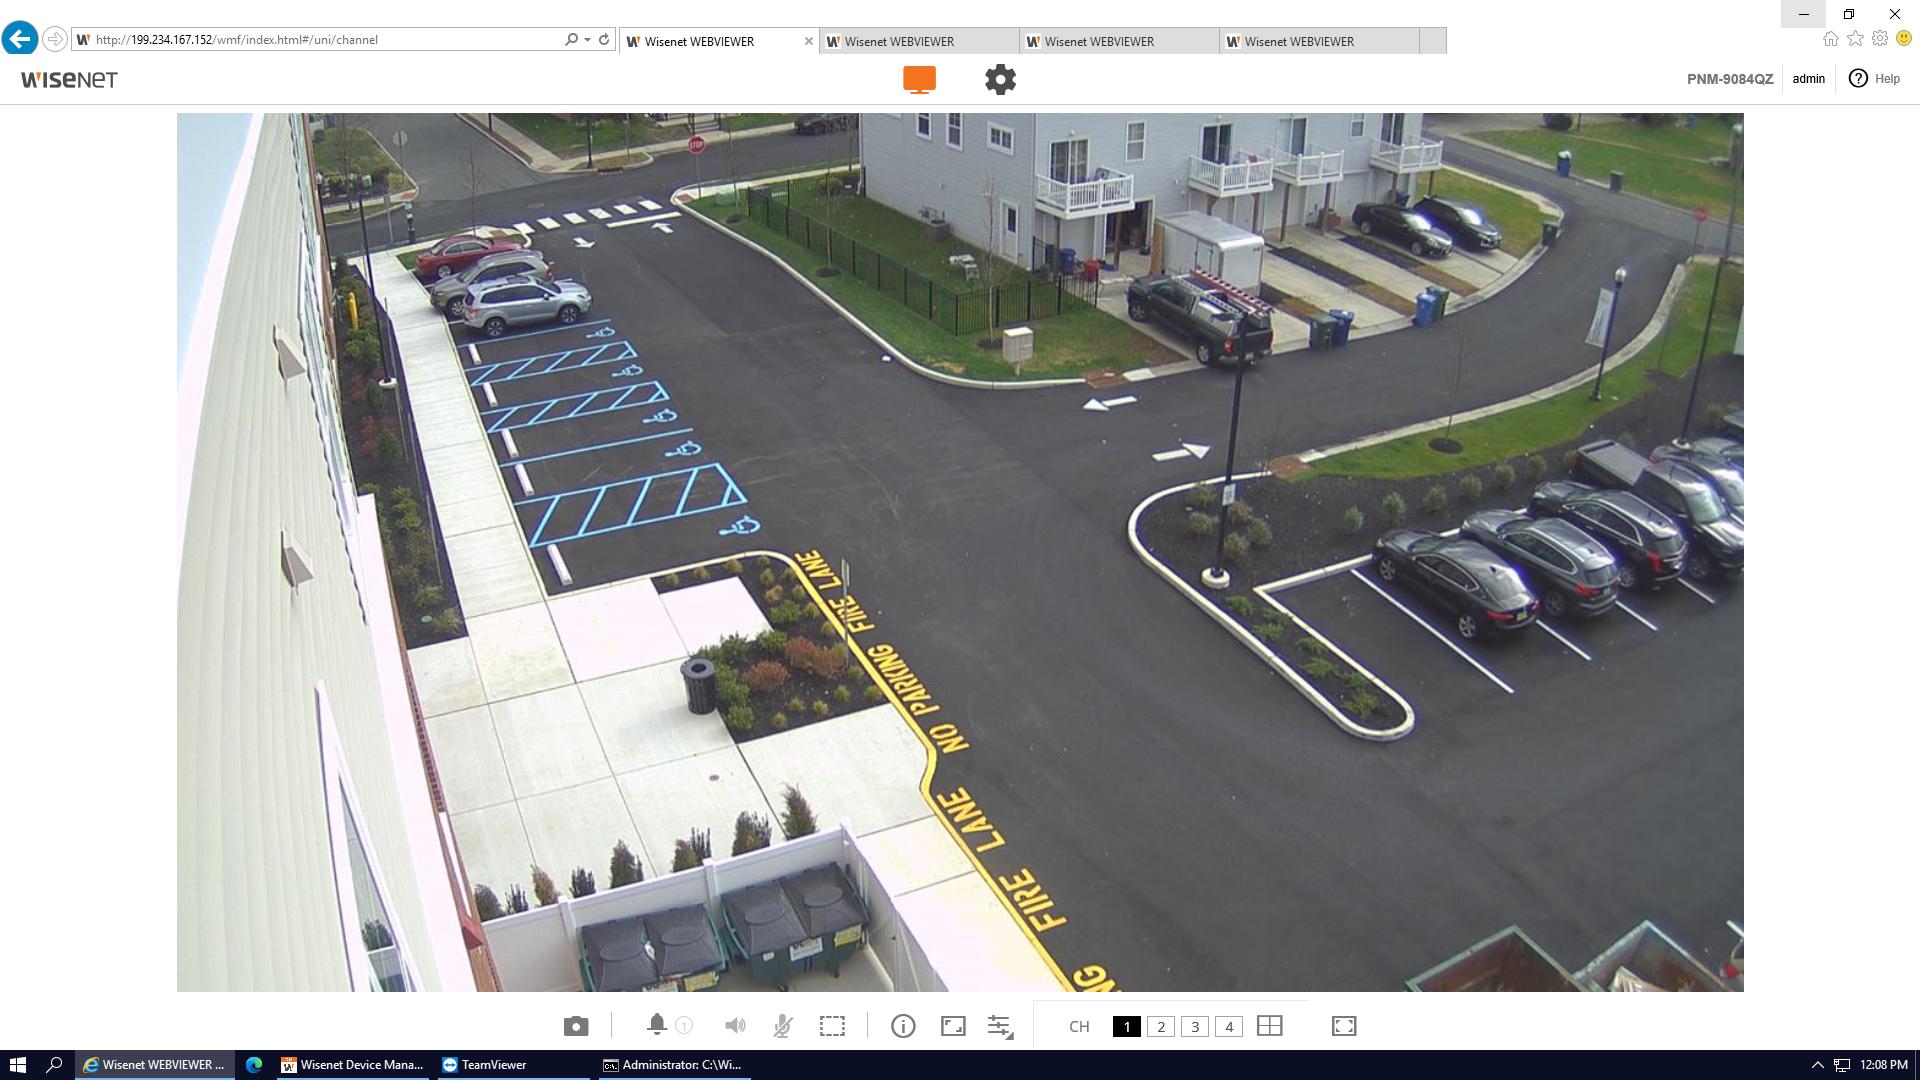 http://199.234.167.152/wmf/index.html#/uni/channel
Wisenet WEBVIEWER
Wisenet WEBVIEWER
Wisenet WEBVIEWER
Wisenet WEBVIEWER
WISENET
PNM-9084QZ
admin
Help
STOP
FIRE LANE
NO PARKING
FIRE LANE
NG
1
CH
1
2
3
4
Wisenet WEBVIEWER ...
Wisenet Device Mana...
TeamViewer
Administrator: C:\Wi...
12:08 PM